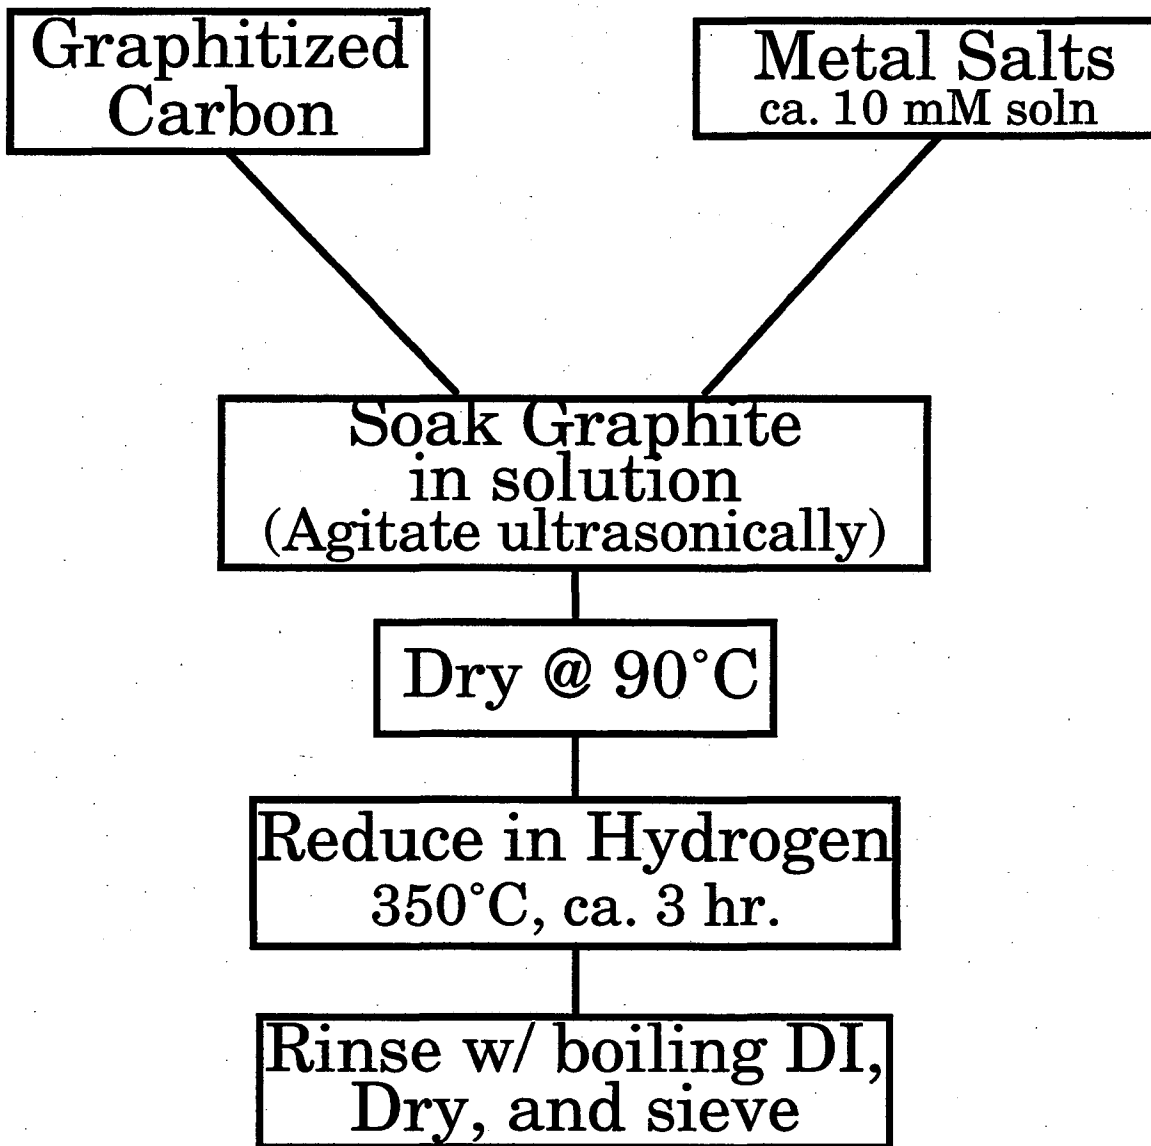 Graphitized
Carbon
Metal Salts
ca. 10 mM soln
Soak Graphite
in solution
(Agitate ultrasonically)
Dry @ 90°C
Reduce in Hydrogen
350°C, ca. 3 hr.
Rinse w/ boiling DI,
Dry, and sieve